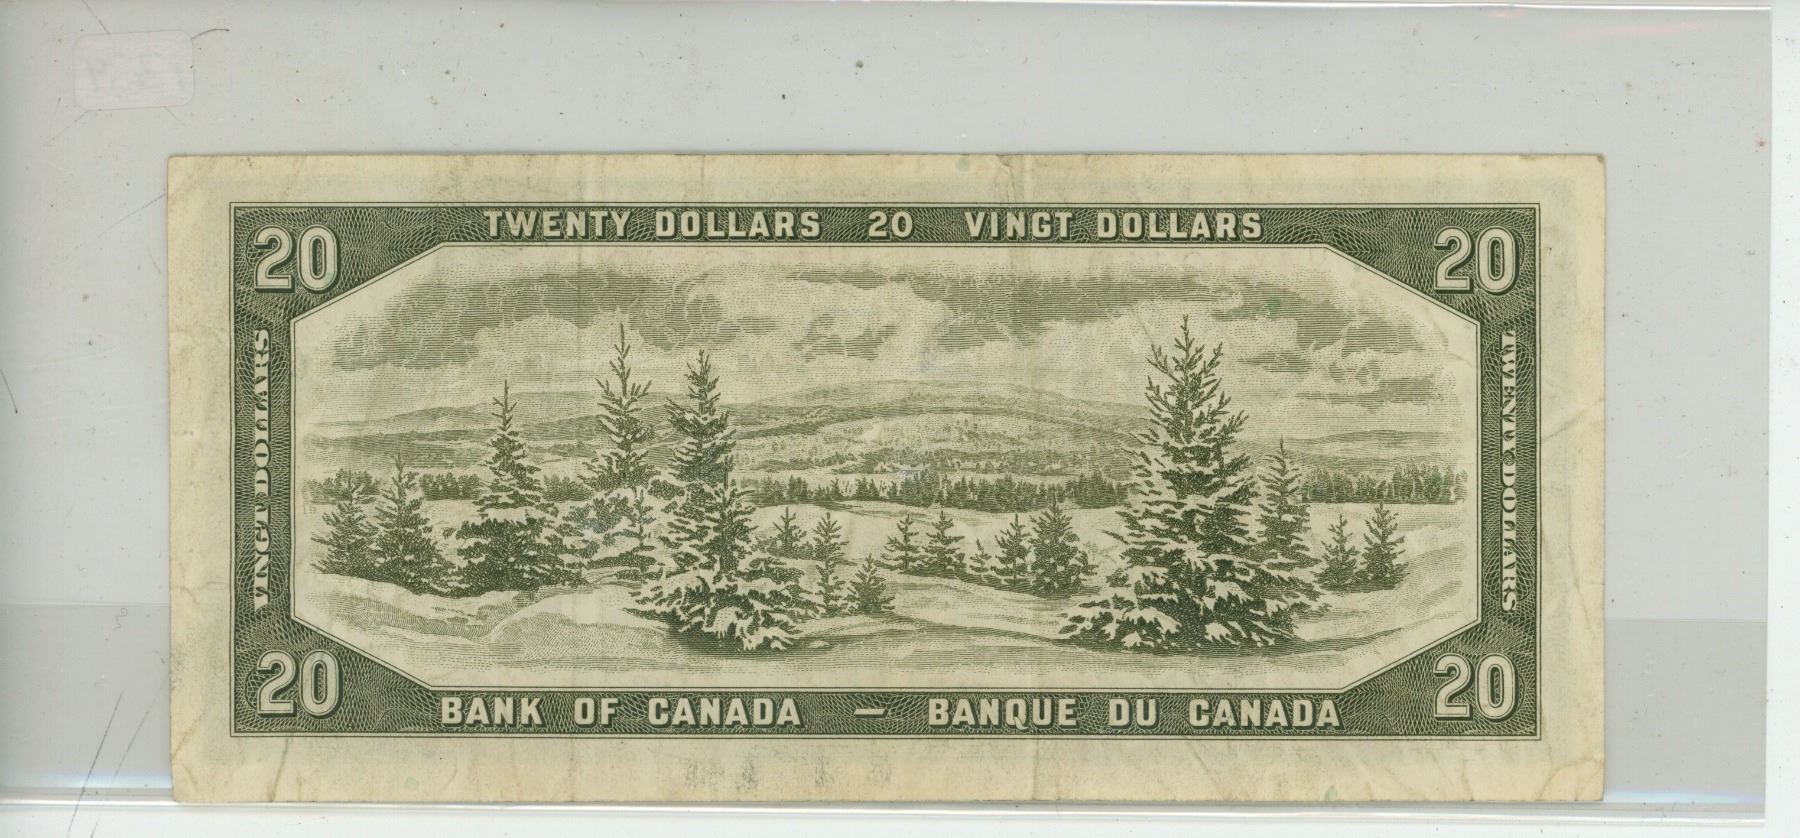 TWENTY DOLLARS 20 VINGT DOLLARS
20
20
VINGT DOLLARS
TWENTY DOLLARS
20
20
BANK OF CANADA — BANQUE DU CANADA